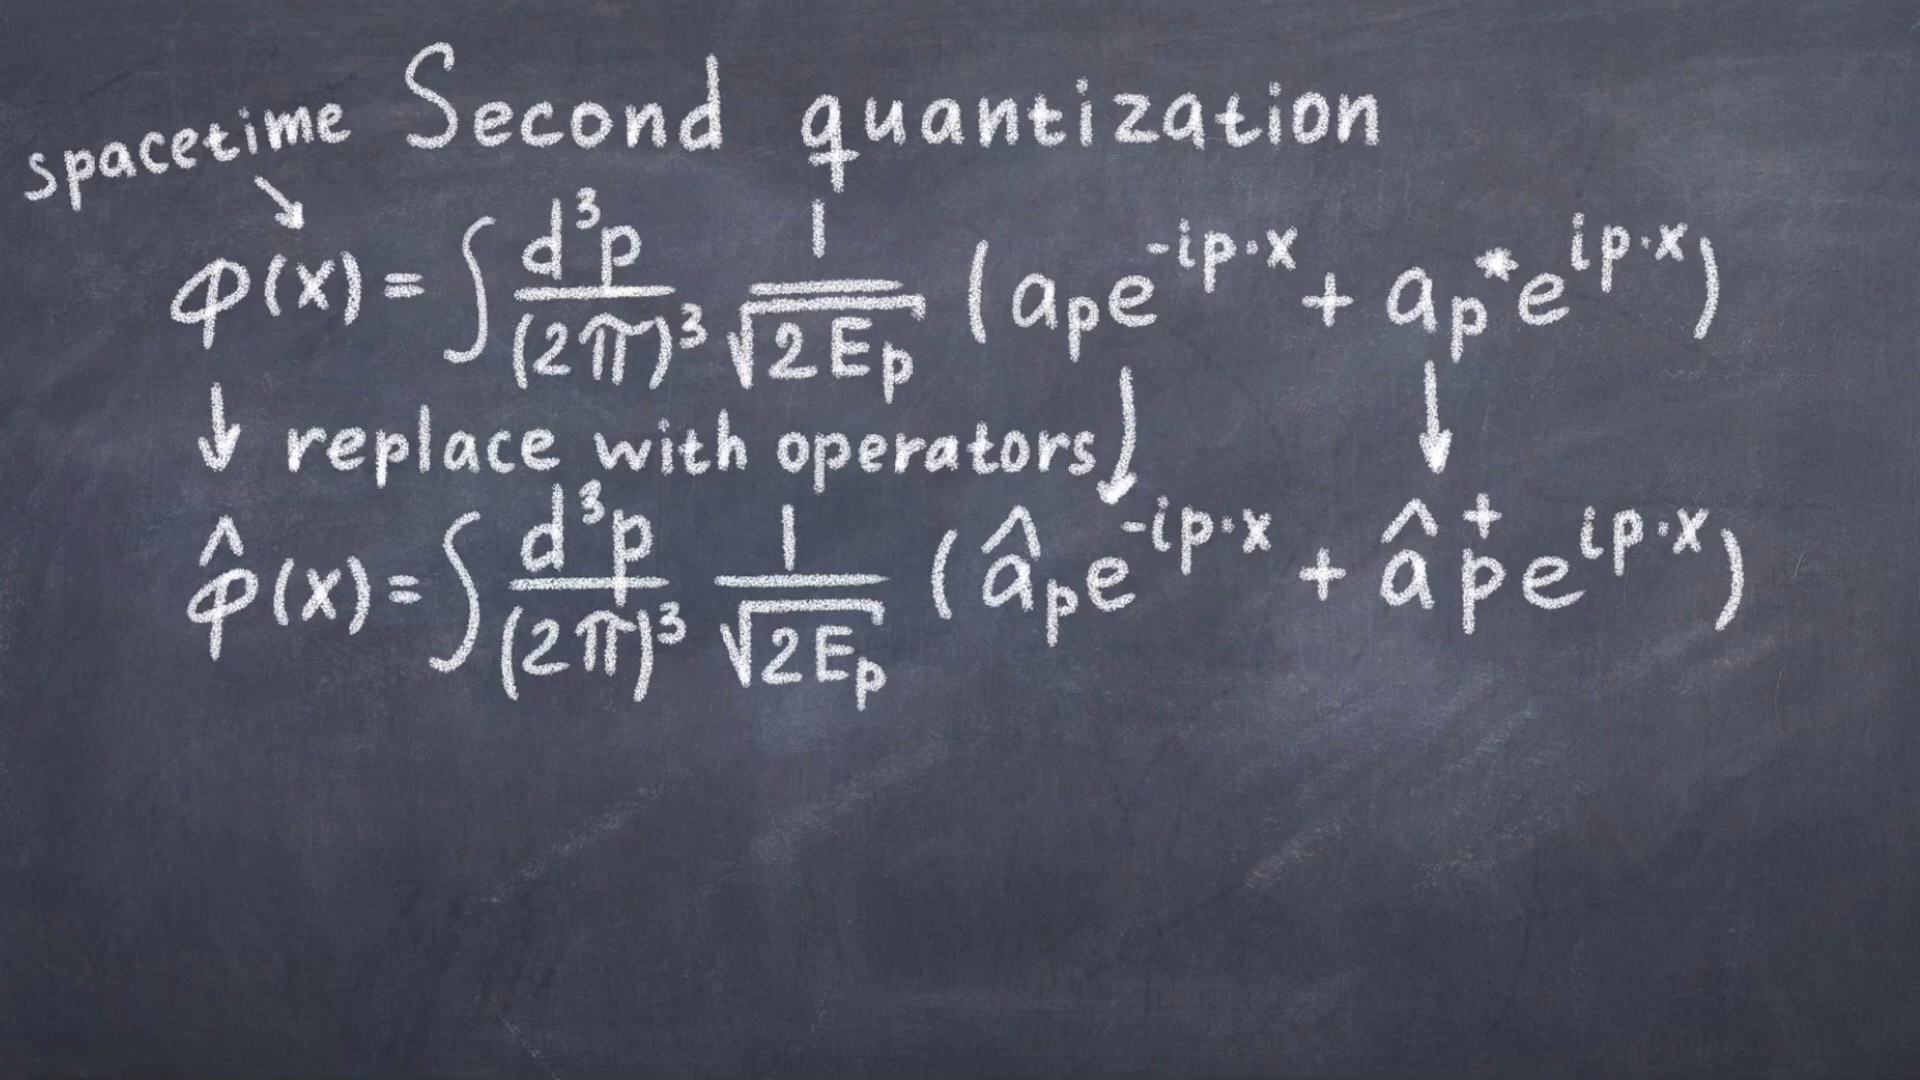 Second quantization
spacetime
φ(x) = ∫ d³p/(2π)³ 1/√(2E_p) (a_p e^{-ip·x} + a_p* e^{ip·x})
replace with operators
φ̂(x) = ∫ d³p/(2π)³ 1/√(2E_p) (â_p e^{-ip·x} + â_p^† e^{ip·x})